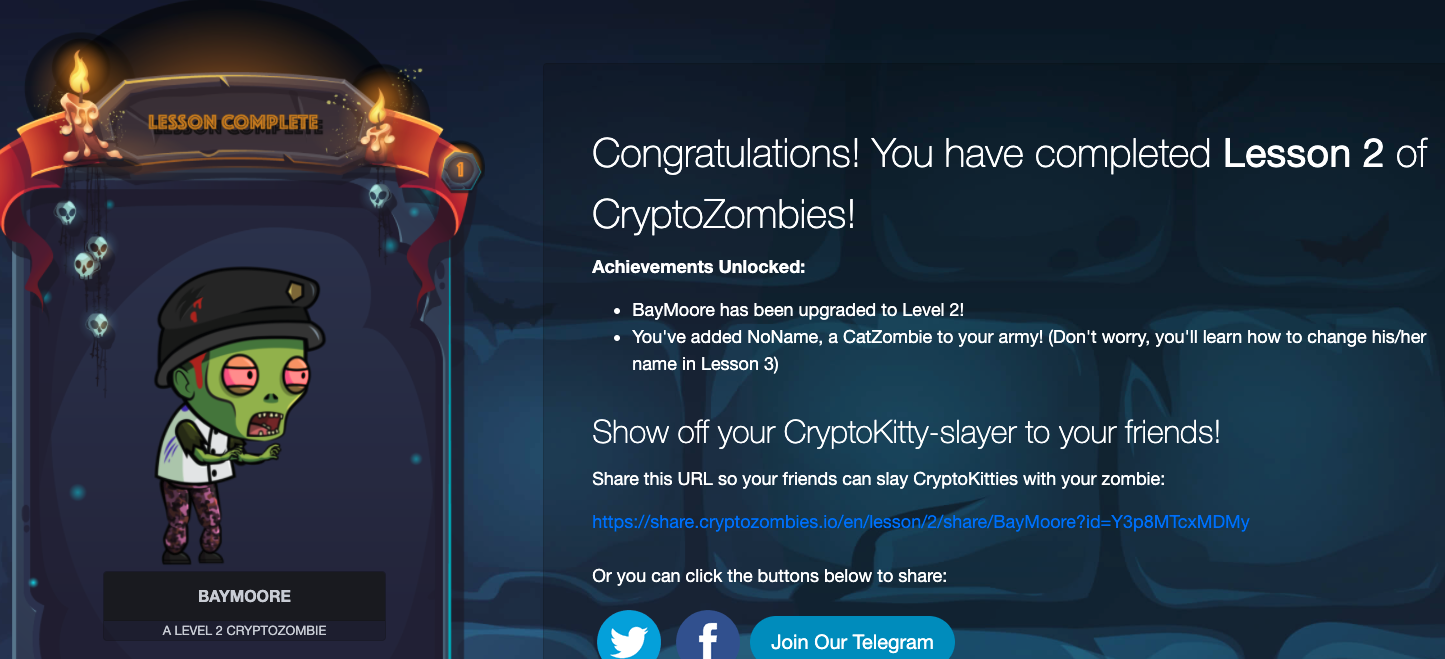 LESSON COMPLETE
1
BAYMOORE
A LEVEL 2 CRYPTOZOMBIE
Congratulations! You have completed Lesson 2 of
CryptoZombies!
Achievements Unlocked:
• BayMoore has been upgraded to Level 2!
• You've added NoName, a CatZombie to your army! (Don't worry, you'll learn how to change his/her
name in Lesson 3)
Show off your CryptoKitty-slayer to your friends!
Share this URL so your friends can slay CryptoKitties with your zombie:
https://share.cryptozombies.io/en/lesson/2/share/BayMoore?id=Y3p8MTcxMDMy
Or you can click the buttons below to share:
Join Our Telegram